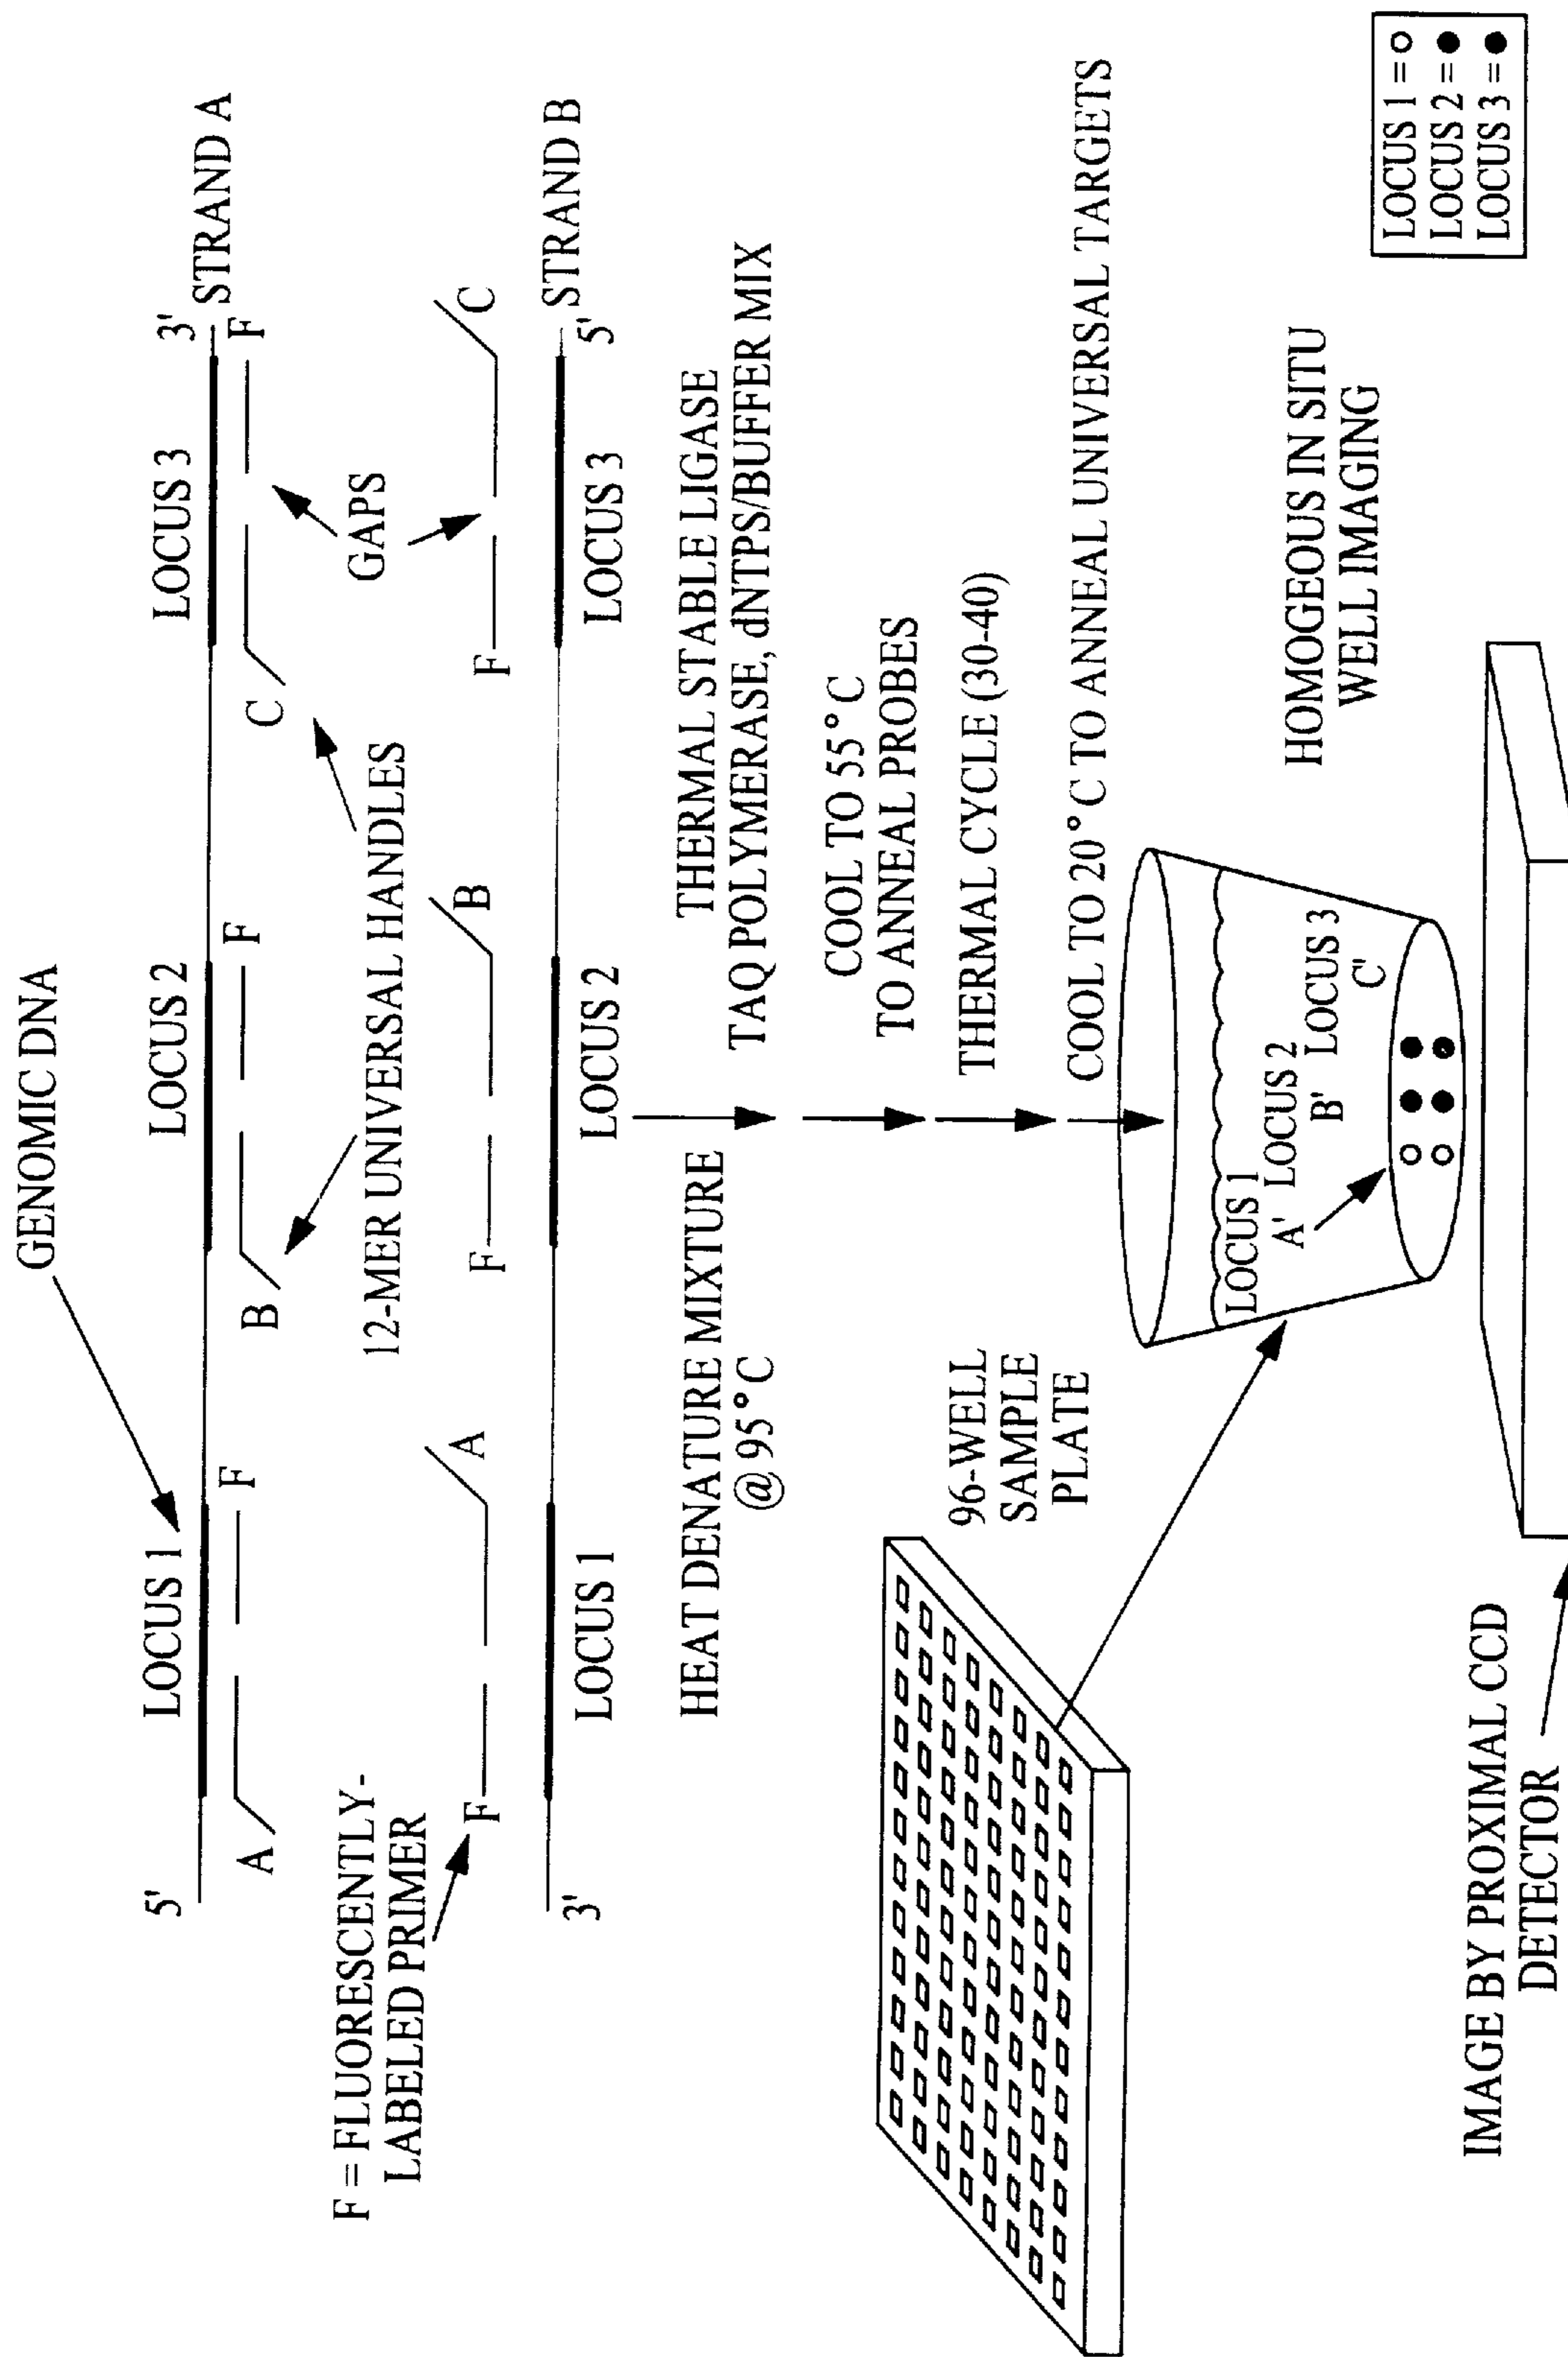 GENOMIC DNA
5'
LOCUS 1
LOCUS 2
LOCUS 3
3'
STRAND A
A
F
B
F
C
F
F = FLUORESCENTLY-
LABELED PRIMER
12-MER UNIVERSAL HANDLES
GAPS
F
A
F
B
F
C
3'
LOCUS 1
LOCUS 2
LOCUS 3
5'
STRAND B
HEAT DENATURE MIXTURE
@ 95°C
THERMAL STABLE LIGASE
TAQ POLYMERASE, dNTPS/BUFFER MIX
COOL TO 55°C
TO ANNEAL PROBES
THERMAL CYCLE (30-40)
COOL TO 20°C TO ANNEAL UNIVERSAL TARGETS
96-WELL
SAMPLE
PLATE
LOCUS 1
A'
LOCUS 2
B'
LOCUS 3
C'
HOMOGEOUS IN SITU
WELL IMAGING
LOCUS 1 =
LOCUS 2 =
LOCUS 3 =
IMAGE BY PROXIMAL CCD
DETECTOR